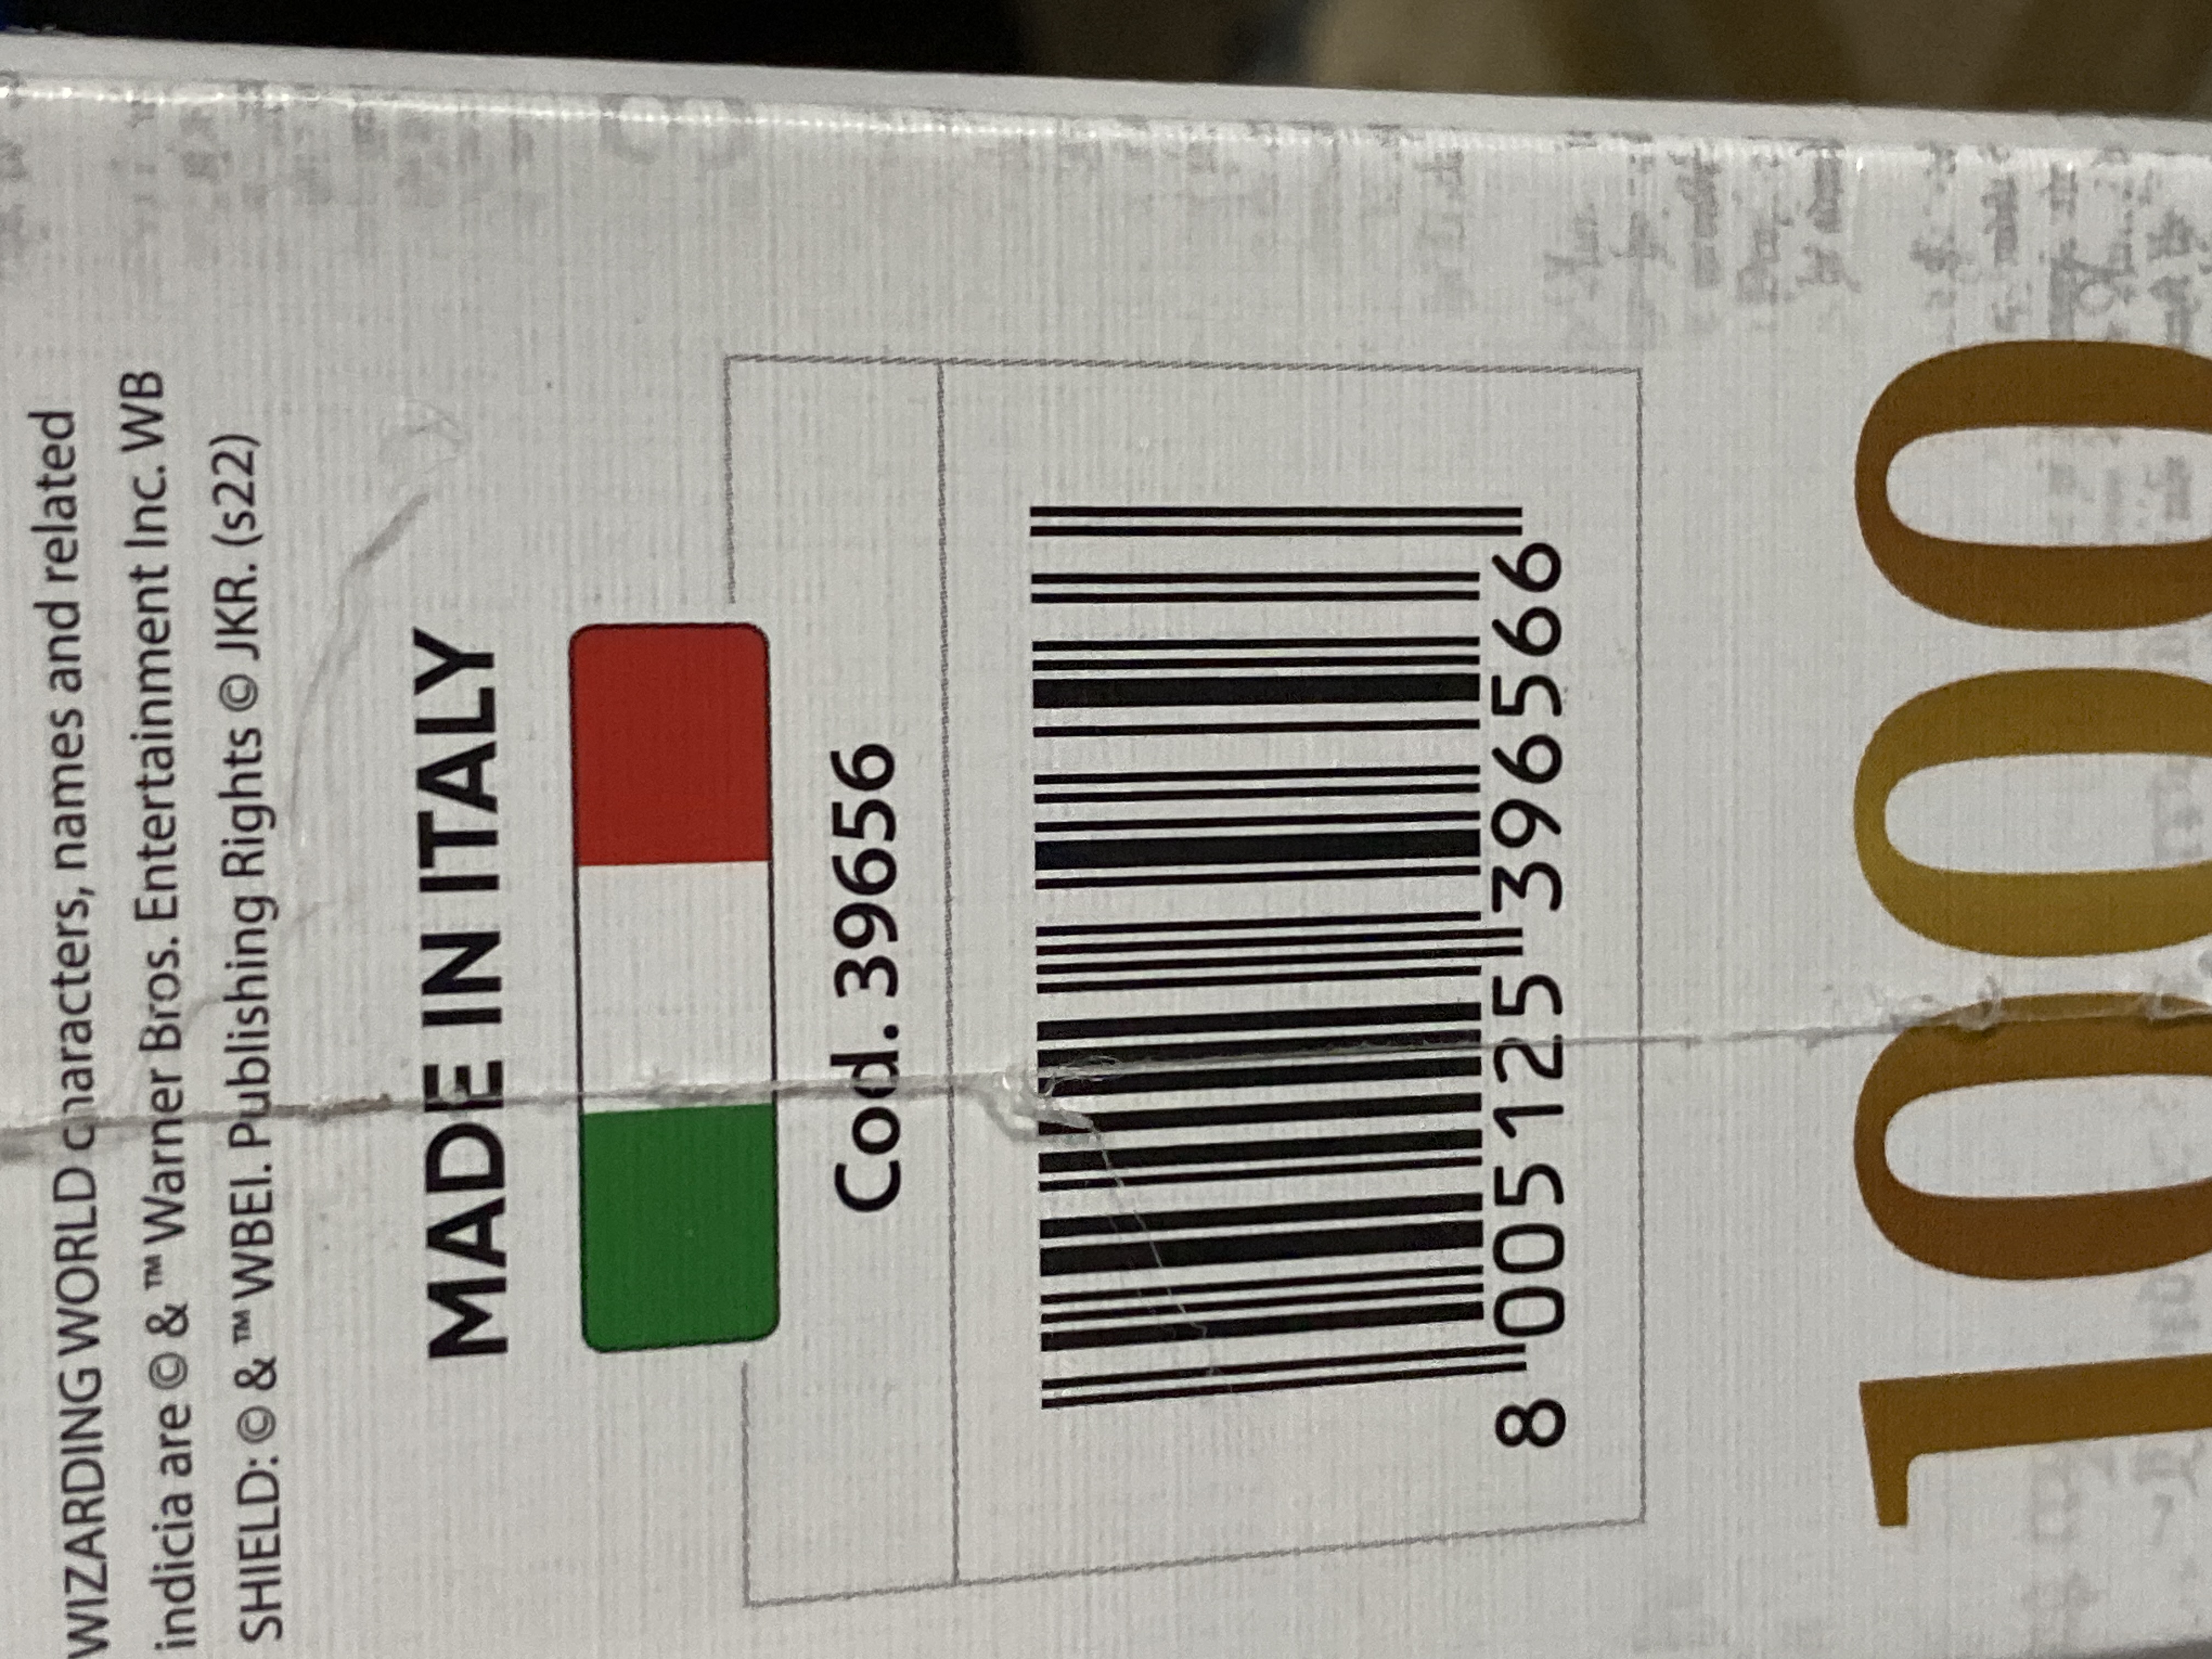 WIZARDING WORLD characters, names and related
indicia are © & ™ Warner Bros. Entertainment Inc. WB
SHIELD: © & ™ WBEI. Publishing Rights © JKR. (s22)
MADE IN ITALY
Cod. 39656
8 005125 396566
1000